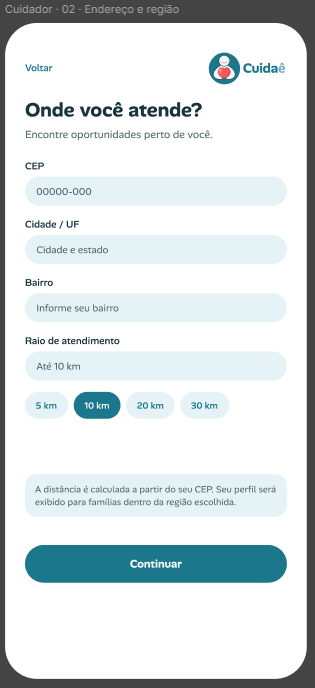 Cuidador · 02 · Endereço e região
Voltar
Cuidaê
Onde você atende?
Encontre oportunidades perto de você.
CEP
00000-000
Cidade / UF
Cidade e estado
Bairro
Informe seu bairro
Raio de atendimento
Até 10 km
5 km 10 km 20 km 30 km
A distância é calculada a partir do seu CEP. Seu perfil será
exibido para famílias dentro da região escolhida.
Continuar